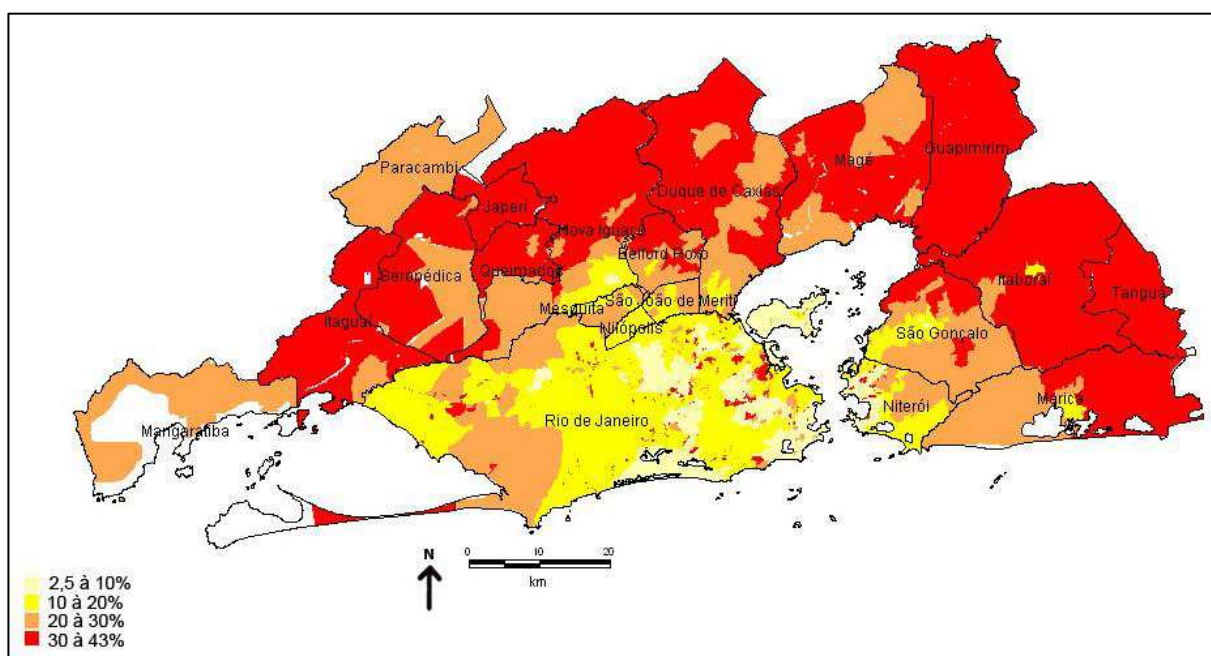 Paracambi
Magé
Guapimirim
Duque de Caxias
Japeri
Nova Iguaçu
Belford Roxo
Seropédica
Queimados
Itaboraí
Tanguá
Mesquita
São João de Meriti
Itaguaí
Nilópolis
São Gonçalo
Maricá
Niterói
Rio de Janeiro
Mangaratiba
N
0 10 20
km
2,5 à 10%
10 à 20%
20 à 30%
30 à 43%